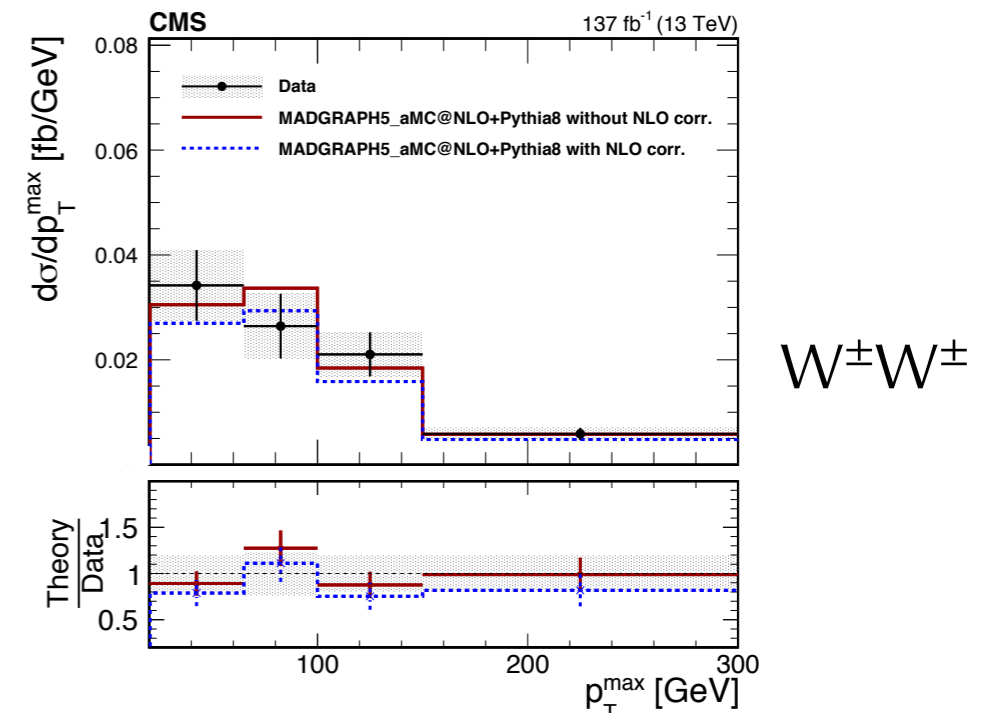 CMS 137 fb⁻¹ (13 TeV)
dσ/dp_T^max [fb/GeV]
0.08
0.06
0.04
0.02
Data
MADGRAPH5_aMC@NLO+Pythia8 without NLO corr.
MADGRAPH5_aMC@NLO+Pythia8 with NLO corr.
W±W±
Theory
Data
1.5
1
0.5
100 200 300
p_T^max [GeV]